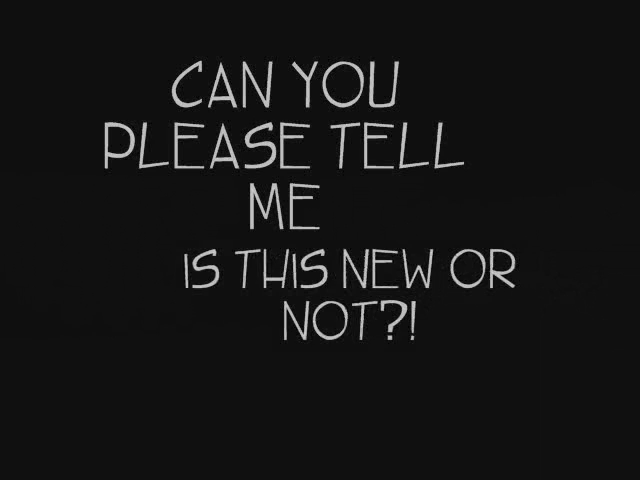 CAN YOU
PLEASE TELL
ME
IS THIS NEW OR
NOT?!